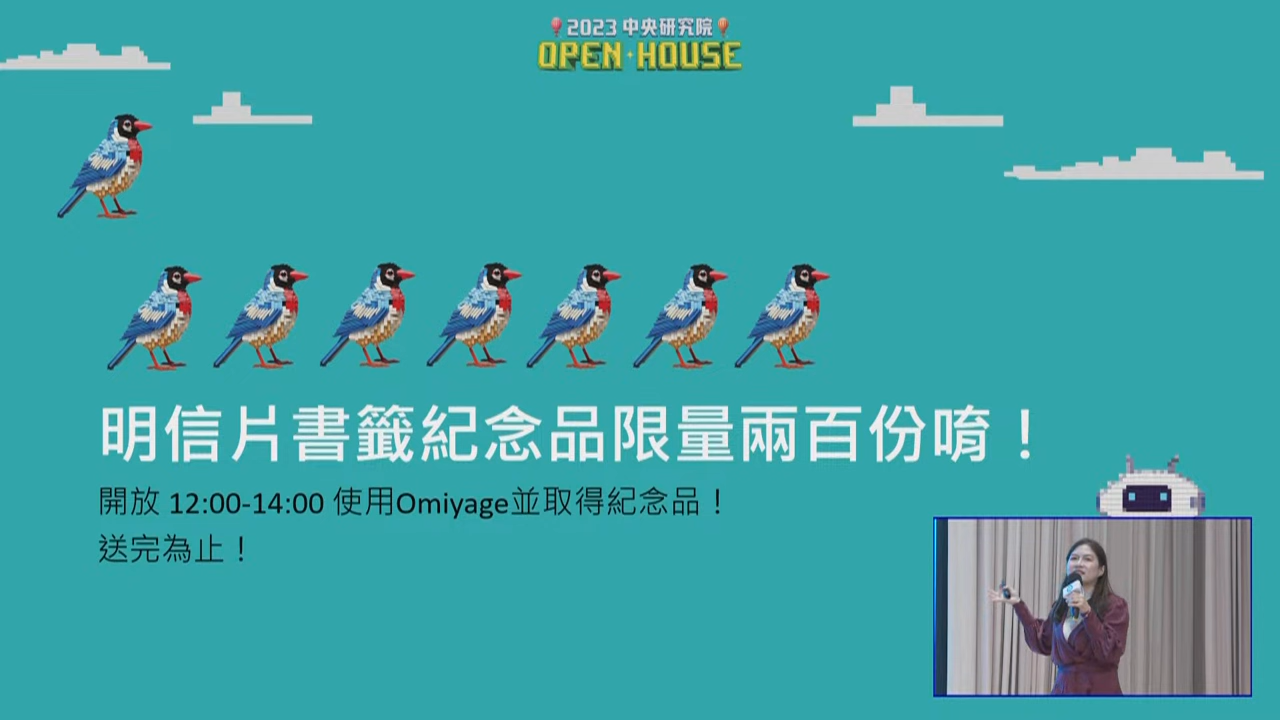 2023 中央研究院
OPEN HOUSE
明信片書籤紀念品限量兩百份唷！
開放 12:00-14:00 使用Omiyage並取得紀念品！
送完為止！